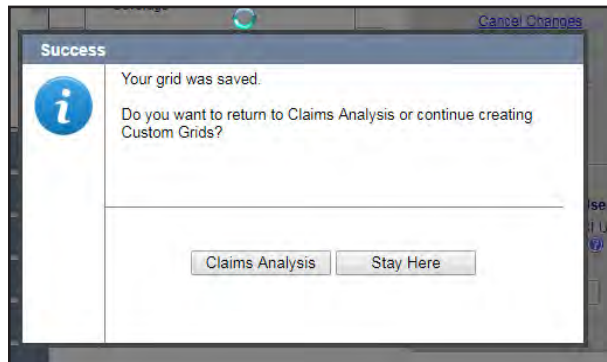 Cancel Changes
Success
Your grid was saved.
Do you want to return to Claims Analysis or continue creating
Custom Grids?
Claims Analysis
Stay Here